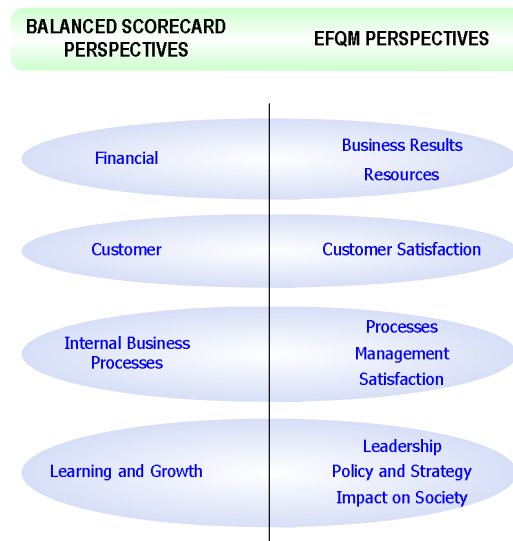 BALANCED SCORECARD
PERSPECTIVES
EFQM PERSPECTIVES
Financial
Business Results
Resources
Customer
Customer Satisfaction
Internal Business
Processes
Processes
Management
Satisfaction
Learning and Growth
Leadership
Policy and Strategy
Impact on Society